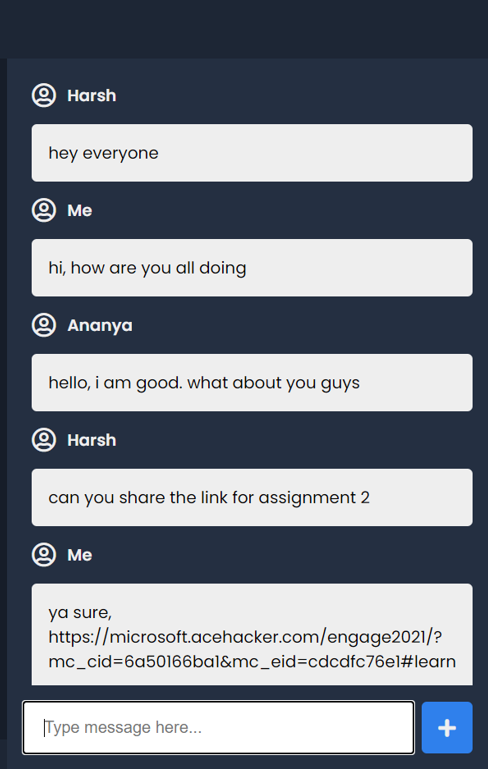 Harsh
hey everyone
Me
hi, how are you all doing
Ananya
hello, i am good. what about you guys
Harsh
can you share the link for assignment 2
Me
ya sure,
https://microsoft.acehacker.com/engage2021/?
mc_cid=6a50166ba1&mc_eid=cdcdfc76e1#learn
Type message here...